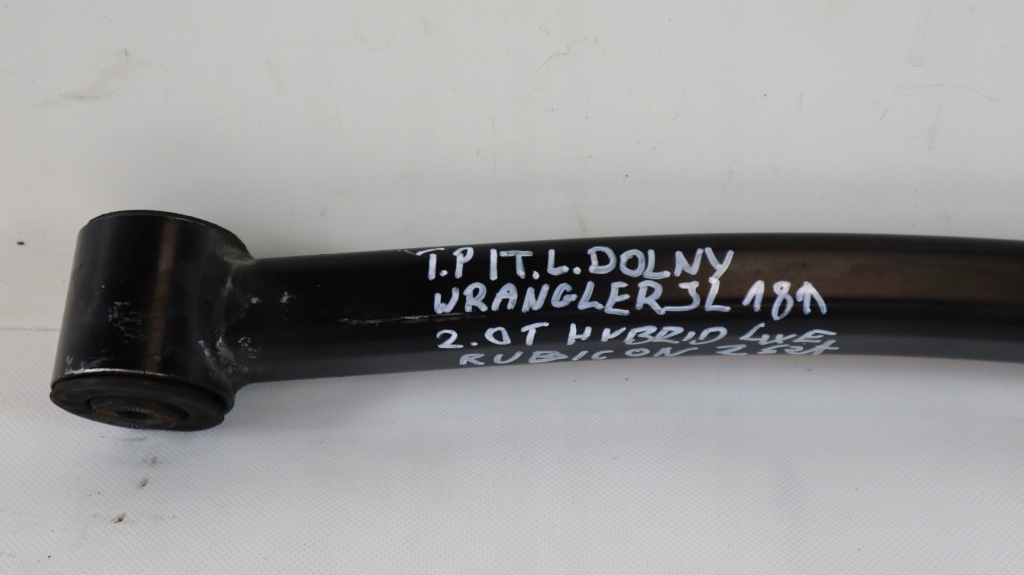 T.P IT.L.DOLNY
WRANGLER JL 18↑
2.0T HYBRID 4XE
RUBICON